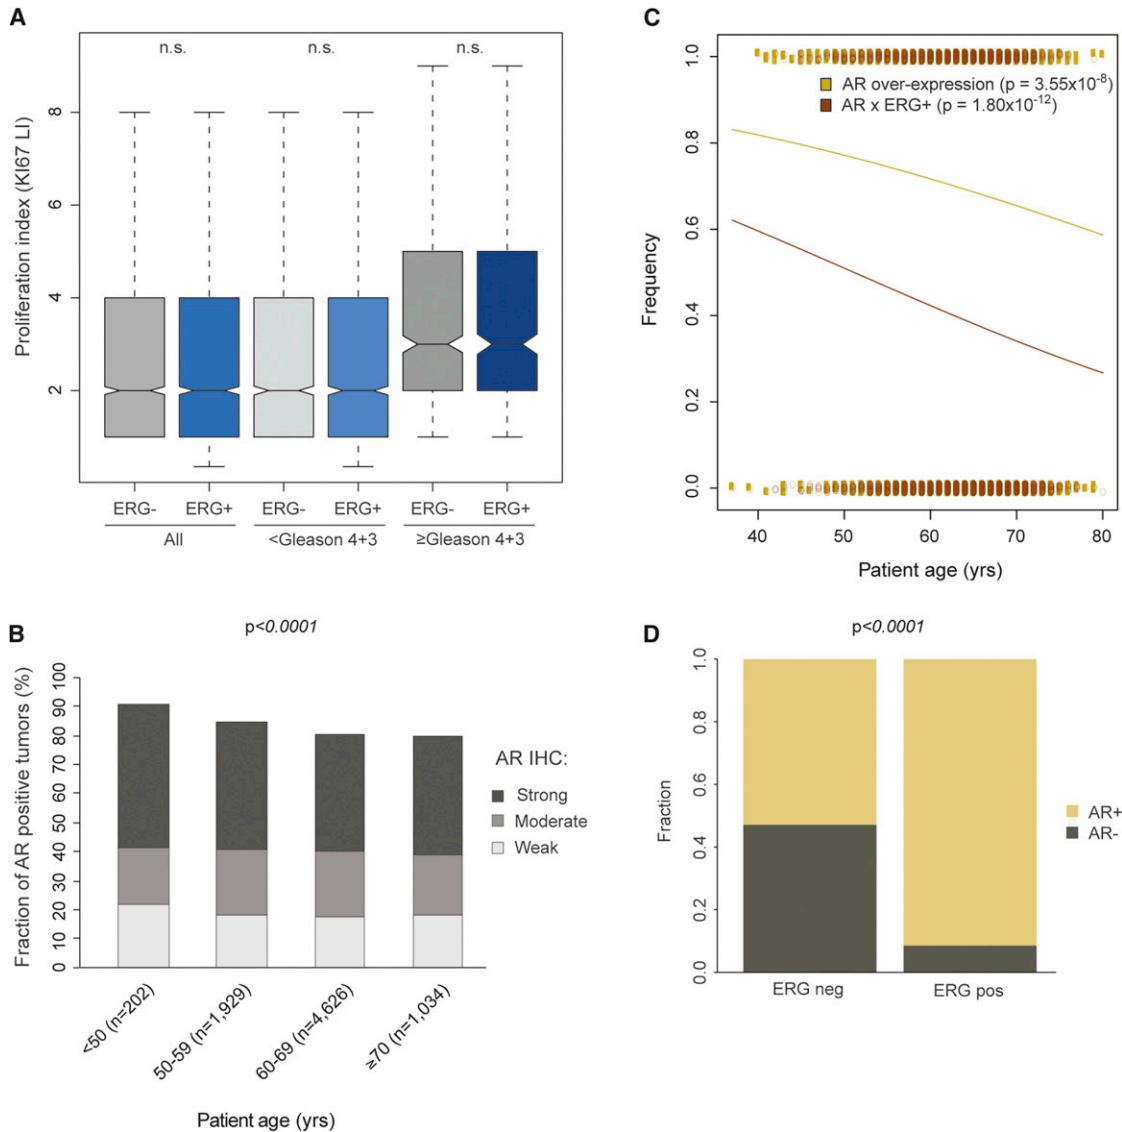 A
n.s.
n.s.
n.s.
Proliferation index (KI67 LI)
8
6
4
2
ERG-
ERG+
ERG-
ERG+
ERG-
ERG+
All
<Gleason 4+3
≥Gleason 4+3
C
AR over-expression (p = 3.55x10⁻⁸)
AR x ERG+ (p = 1.80x10⁻¹²)
Frequency
1.0
0.8
0.6
0.4
0.2
0.0
40
50
60
70
80
Patient age (yrs)
B
p<0.0001
Fraction of AR positive tumors (%)
100
90
80
70
60
50
40
30
20
10
0
AR IHC:
Strong
Moderate
Weak
<50 (n=202)
50-59 (n=1,929)
60-69 (n=4,626)
≥70 (n=1,034)
Patient age (yrs)
D
p<0.0001
Fraction
1.0
0.8
0.6
0.4
0.2
0.0
AR+
AR-
ERG neg
ERG pos